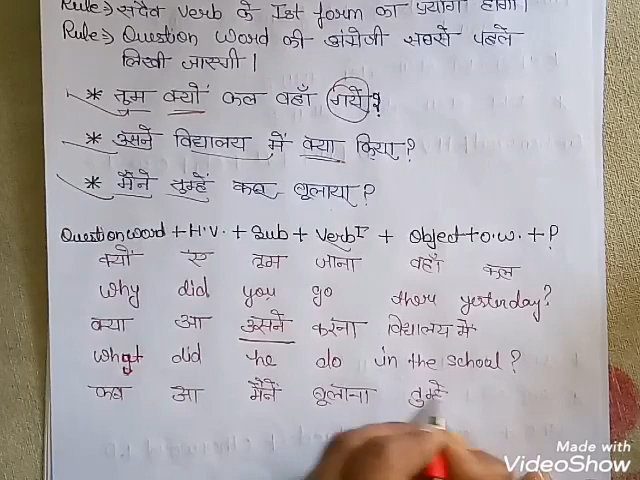 Rule:) सदैव Verb के Ist form का प्रयोग होगा।
Rule:) Question Word की अंग्रेजी सबसे पहले
लिखी जाएगी।
* तुम क्यों कल वहाँ गये?
* उसने विद्यालय में क्या किया?
* मैंने तुम्हें कब बूलाया?
Question word + H.V. + Sub + Verb I + Object + O.W. + ?
क्यों तुम जाना वहाँ कल
why did you go there yesterday?
क्या आ उसने करना विद्यालय में
what did he do in the school?
कब आ मैंने बूलाना तुम्हें
Made with
VideoShow